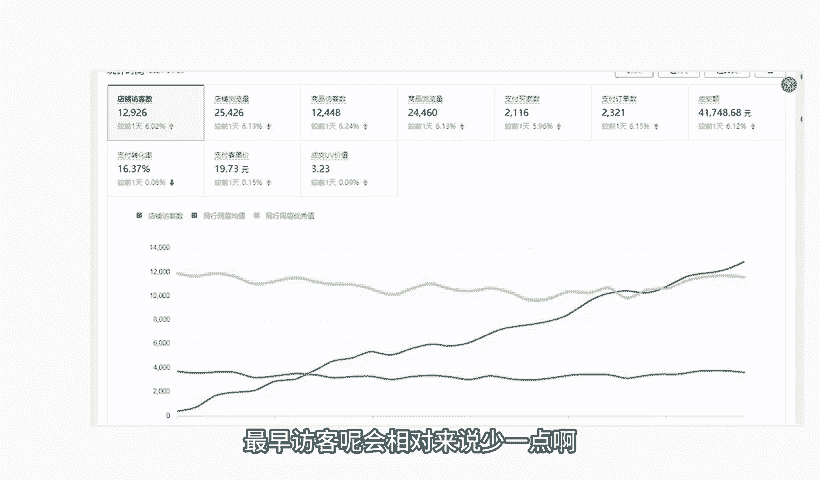 店铺访客数 店铺浏览量 商品访客数 商品浏览量 支付买家数 支付订单数 成交额
12,926 25,426 12,448 24,460 2,116 2,321 41,748.68 元
较前1天 6.02% 较前1天 6.13% 较前1天 6.24% 较前1天 6.13% 较前1天 5.96% 较前1天 6.15% 较前1天 6.12%
支付转化率 支付客单价 成交UV价值
16.37% 19.73 元 3.23
较前1天 0.06% 较前1天 0.15% 较前1天 0.09%
店铺访客数 同行同层均值 同行同层优秀值
14,000
12,000
10,000
8,000
6,000
4,000
2,000
0
最早访客呢会相对来说少一点啊